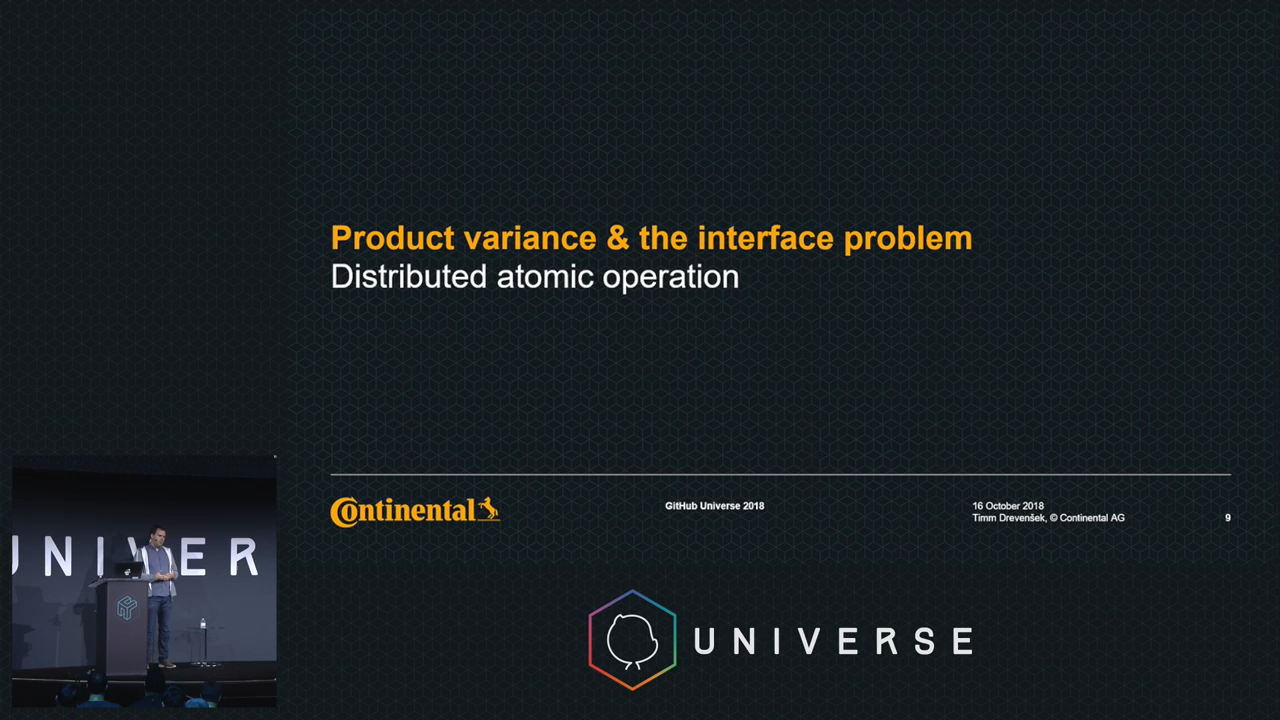 Product variance & the interface problem
Distributed atomic operation
Continental
GitHub Universe 2018
16 October 2018
Timm Drevenšek, © Continental AG
9
UNIVER
UNIVERSE